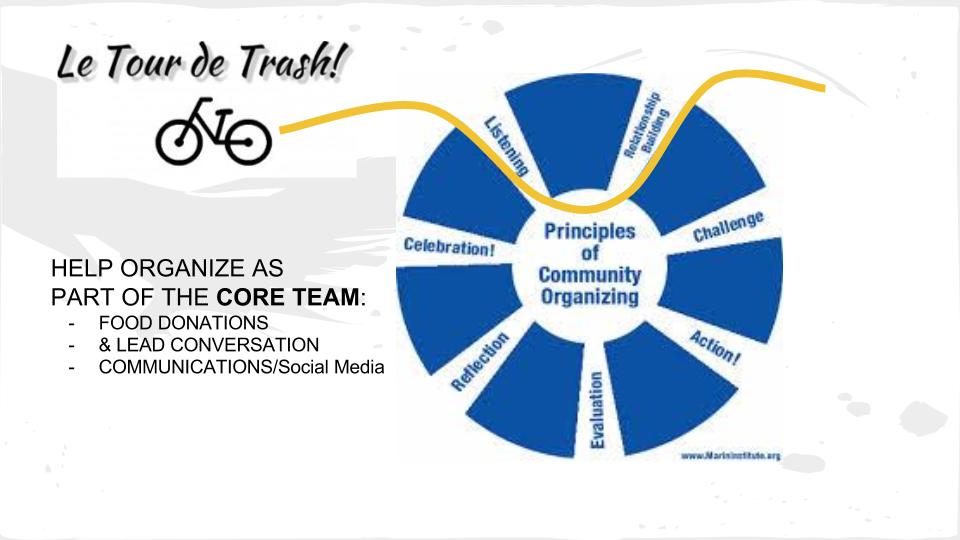 Le Tour de Trash!
HELP ORGANIZE AS
PART OF THE CORE TEAM:
- FOOD DONATIONS
- & LEAD CONVERSATION
- COMMUNICATIONS/Social Media
Listening
Relationship
Building
Challenge
Action!
Evaluation
Reflection
Celebration!
Principles
of
Community
Organizing
www.MarinInstitute.org